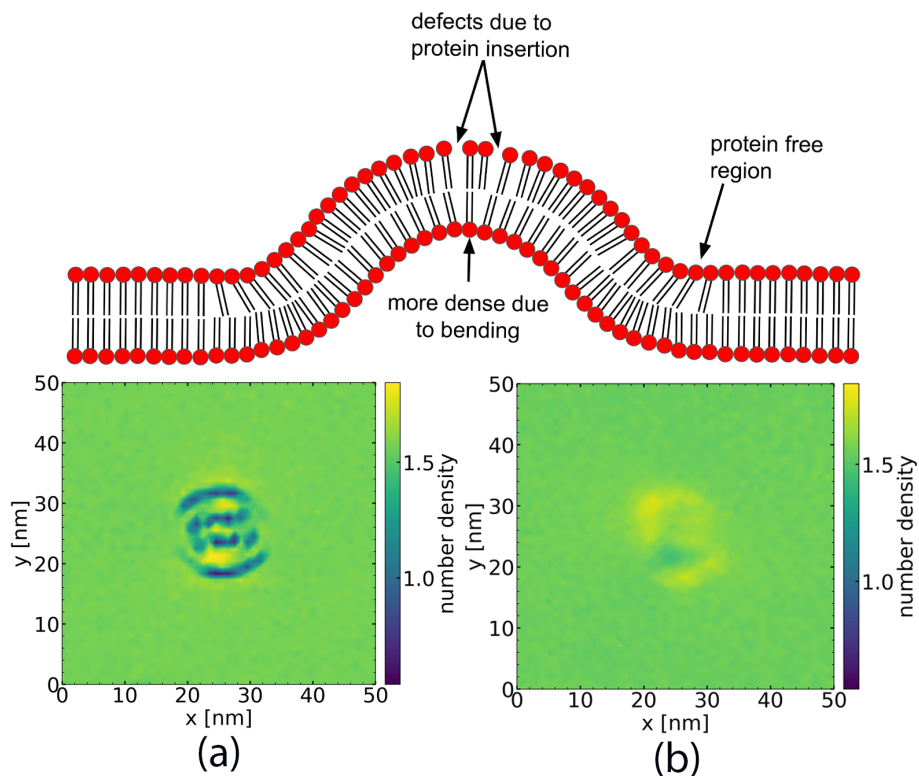 defects due to
protein insertion
protein free
region
more dense due
to bending
50
40
30
20
10
0
y [nm]
0 10 20 30 40 50
x [nm]
1.5
1.0
number density
(a)
50
40
30
20
10
0
y [nm]
0 10 20 30 40 50
x [nm]
1.5
1.0
number density
(b)